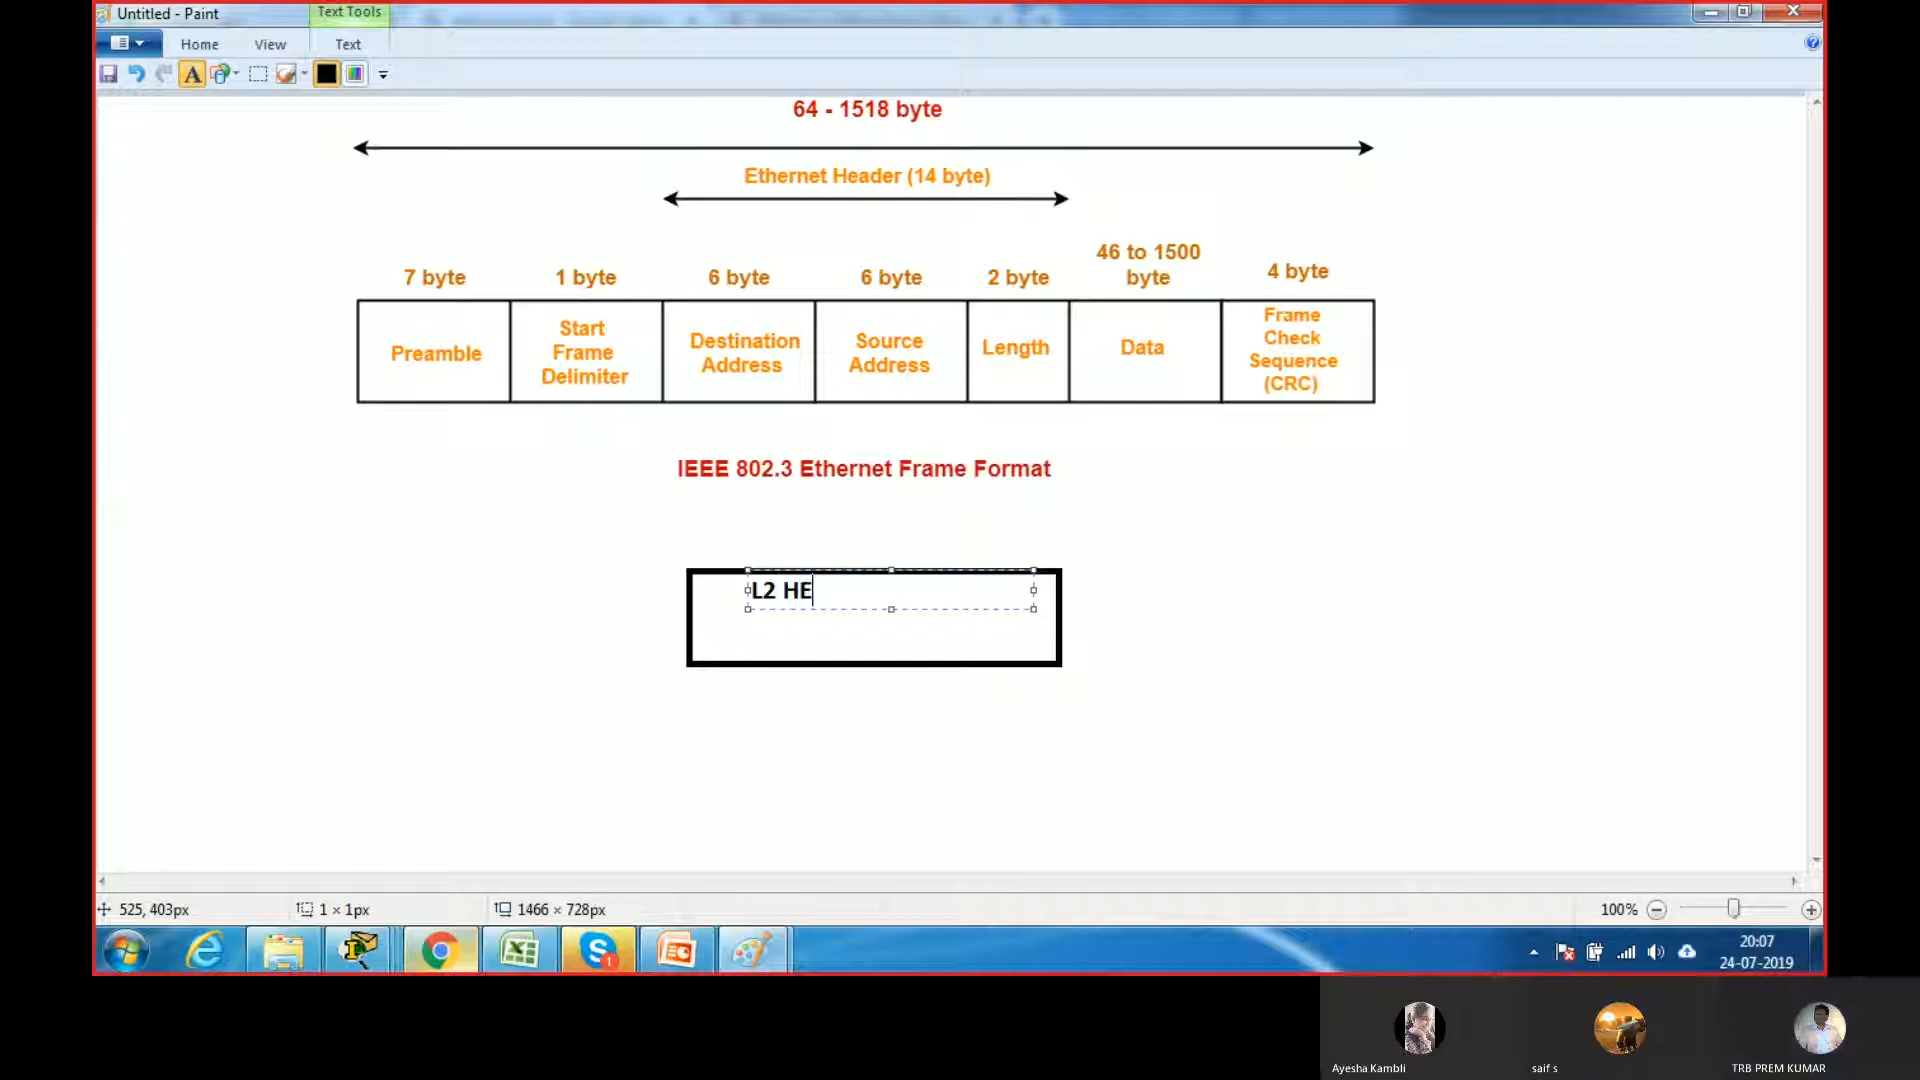 Untitled - Paint
Text Tools
Home
View
Text
A
64 - 1518 byte
Ethernet Header (14 byte)
7 byte
1 byte
6 byte
6 byte
2 byte
46 to 1500
byte
4 byte
Preamble
Start
Frame
Delimiter
Destination
Address
Source
Address
Length
Data
Frame
Check
Sequence
(CRC)
IEEE 802.3 Ethernet Frame Format
L2 HE
525, 403px
1 × 1px
1466 × 728px
100%
20:07
24-07-2019
Ayesha Kambli
saif s
TRB PREM KUMAR